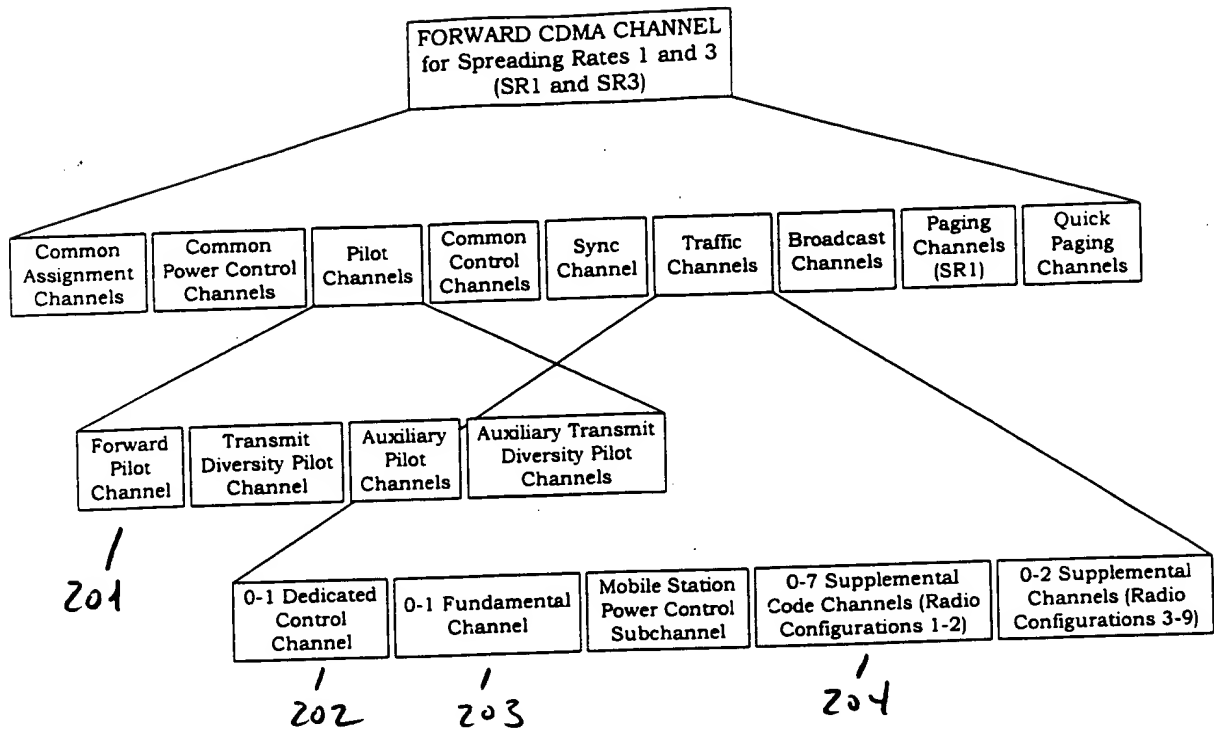 FORWARD CDMA CHANNEL
for Spreading Rates 1 and 3
(SR1 and SR3)
Common
Assignment
Channels
Common
Power Control
Channels
Pilot
Channels
Common
Control
Channels
Sync
Channel
Traffic
Channels
Broadcast
Channels
Paging
Channels
(SR1)
Quick
Paging
Channels
Forward
Pilot
Channel
Transmit
Diversity Pilot
Channel
Auxiliary
Pilot
Channels
Auxiliary Transmit
Diversity Pilot
Channels
201
0-1 Dedicated
Control
Channel
0-1 Fundamental
Channel
Mobile Station
Power Control
Subchannel
0-7 Supplemental
Code Channels (Radio
Configurations 1-2)
0-2 Supplemental
Channels (Radio
Configurations 3-9)
202
203
204